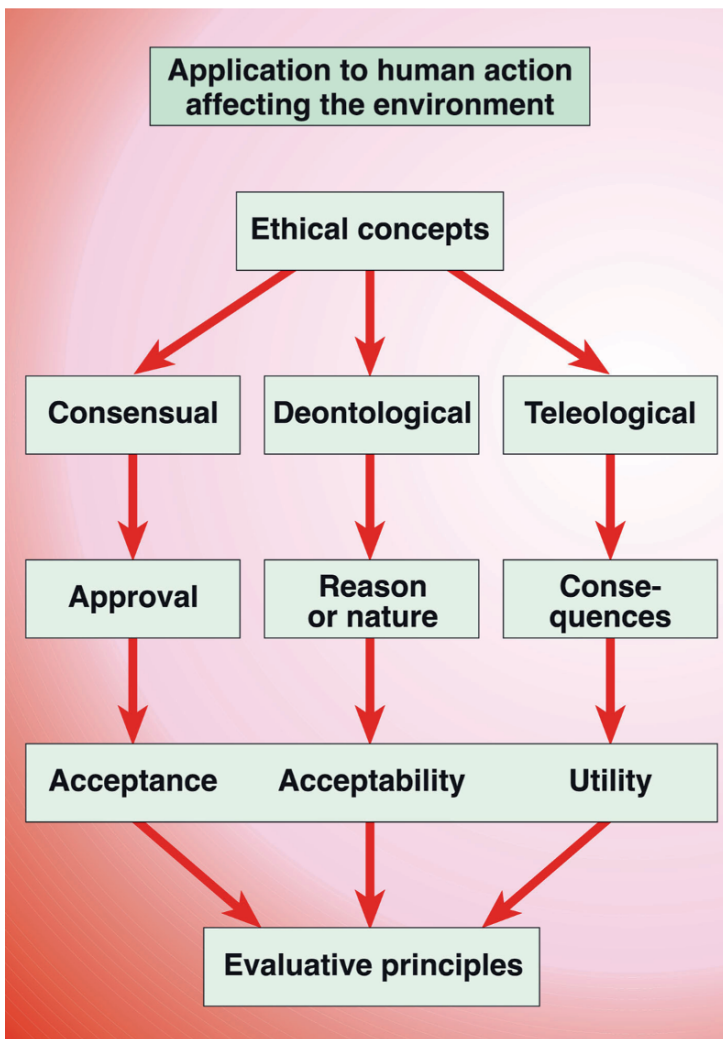 Application to human action
affecting the environment
Ethical concepts
Consensual
Deontological
Teleological
Approval
Reason
or nature
Conse-
quences
Acceptance
Acceptability
Utility
Evaluative principles